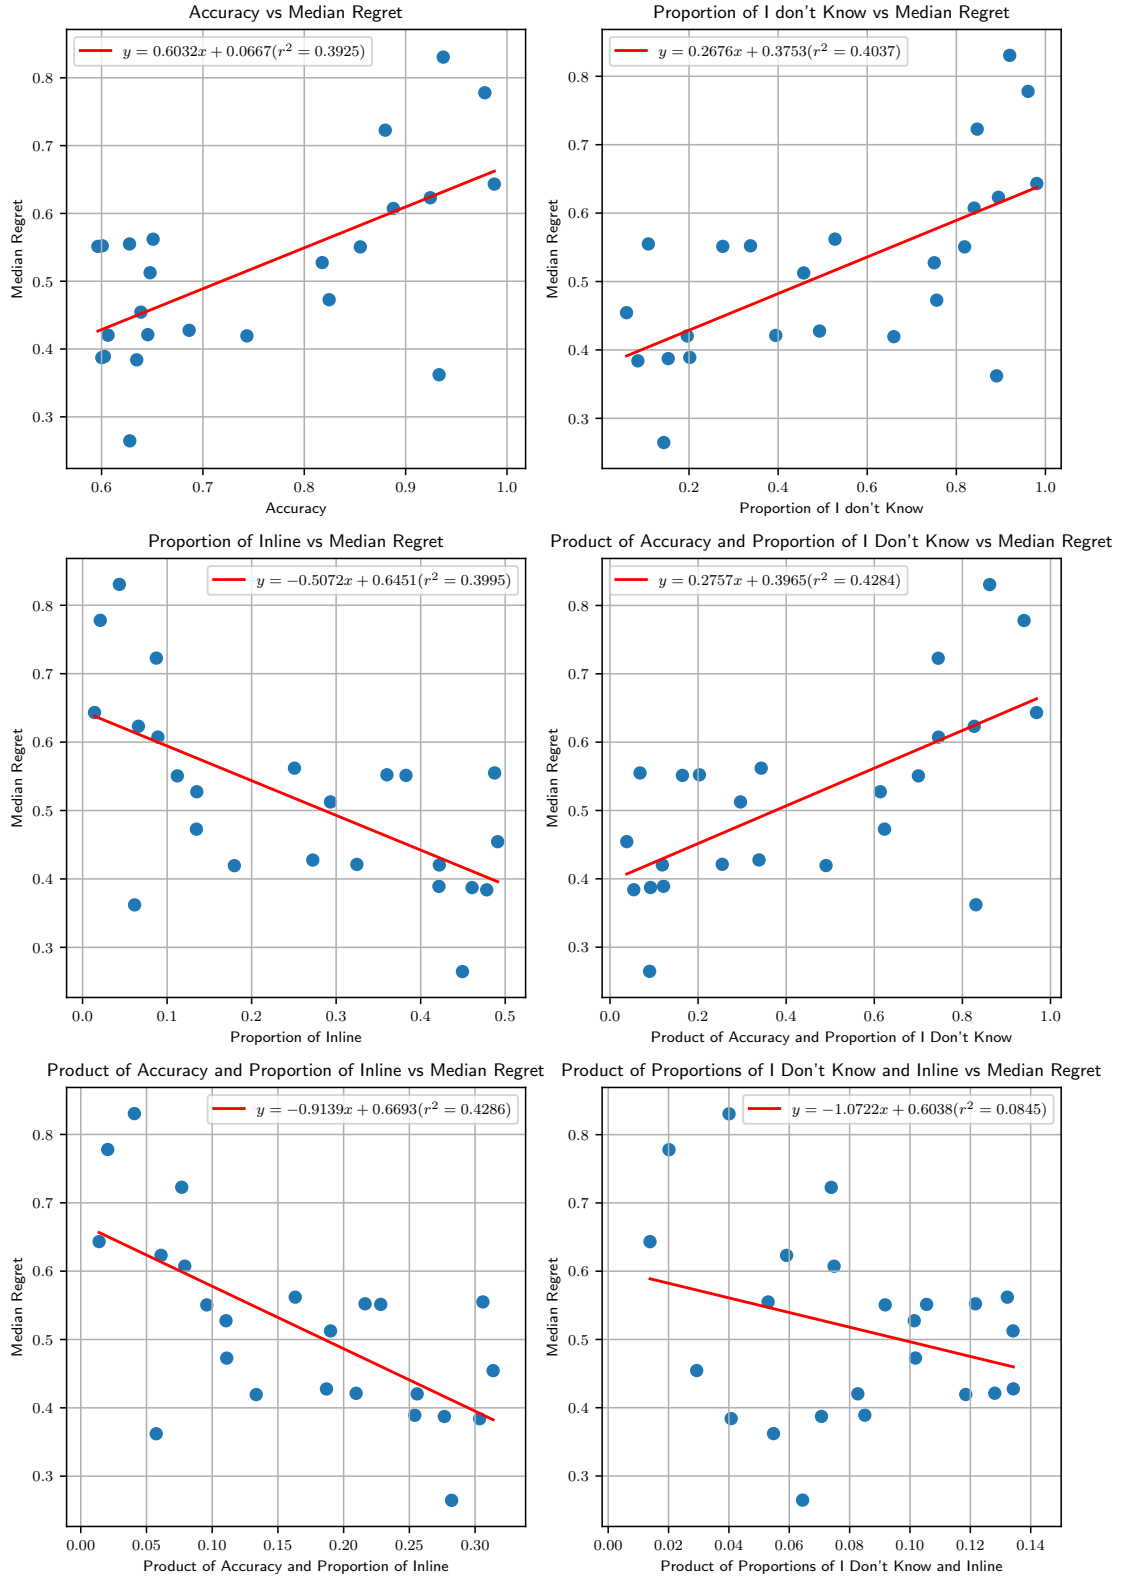 Accuracy vs Median Regret
y = 0.6032x + 0.0667(r² = 0.3925)
0.8
0.7
0.6
0.5
0.4
0.3
Median Regret
0.6 0.7 0.8 0.9 1.0
Accuracy
Proportion of I don't Know vs Median Regret
y = 0.2676x + 0.3753(r² = 0.4037)
0.8
0.7
0.6
0.5
0.4
0.3
Median Regret
0.2 0.4 0.6 0.8 1.0
Proportion of I don't Know
Proportion of Inline vs Median Regret
y = −0.5072x + 0.6451(r² = 0.3995)
0.8
0.7
0.6
0.5
0.4
0.3
Median Regret
0.0 0.1 0.2 0.3 0.4 0.5
Proportion of Inline
Product of Accuracy and Proportion of I Don't Know vs Median Regret
y = 0.2757x + 0.3965(r² = 0.4284)
0.8
0.7
0.6
0.5
0.4
0.3
Median Regret
0.0 0.2 0.4 0.6 0.8 1.0
Product of Accuracy and Proportion of I Don't Know
Product of Accuracy and Proportion of Inline vs Median Regret
y = −0.9139x + 0.6693(r² = 0.4286)
0.8
0.7
0.6
0.5
0.4
0.3
Median Regret
0.00 0.05 0.10 0.15 0.20 0.25 0.30
Product of Accuracy and Proportion of Inline
Product of Proportions of I Don't Know and Inline vs Median Regret
y = −1.0722x + 0.6038(r² = 0.0845)
0.8
0.7
0.6
0.5
0.4
0.3
Median Regret
0.00 0.02 0.04 0.06 0.08 0.10 0.12 0.14
Product of Proportions of I Don't Know and Inline